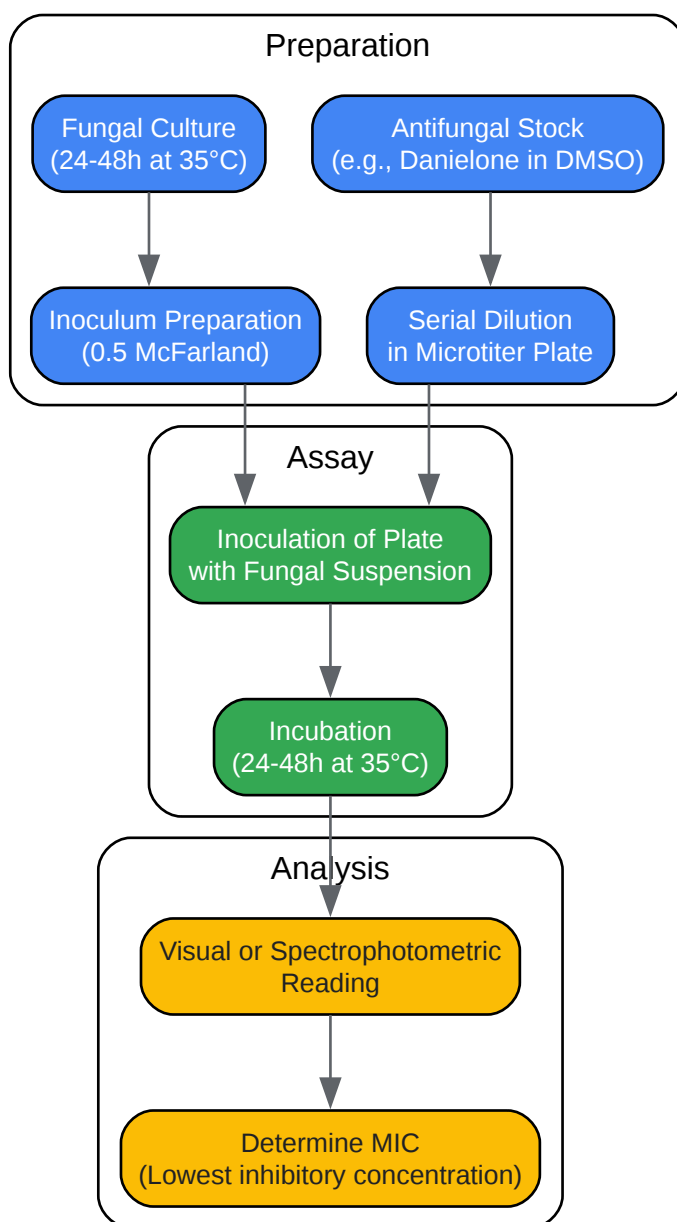 Preparation
Fungal Culture
(24-48h at 35°C)
Antifungal Stock
(e.g., Danielone in DMSO)
Inoculum Preparation
(0.5 McFarland)
Serial Dilution
in Microtiter Plate
Assay
Inoculation of Plate
with Fungal Suspension
Incubation
(24-48h at 35°C)
Analysis
Visual or Spectrophotometric
Reading
Determine MIC
(Lowest inhibitory concentration)